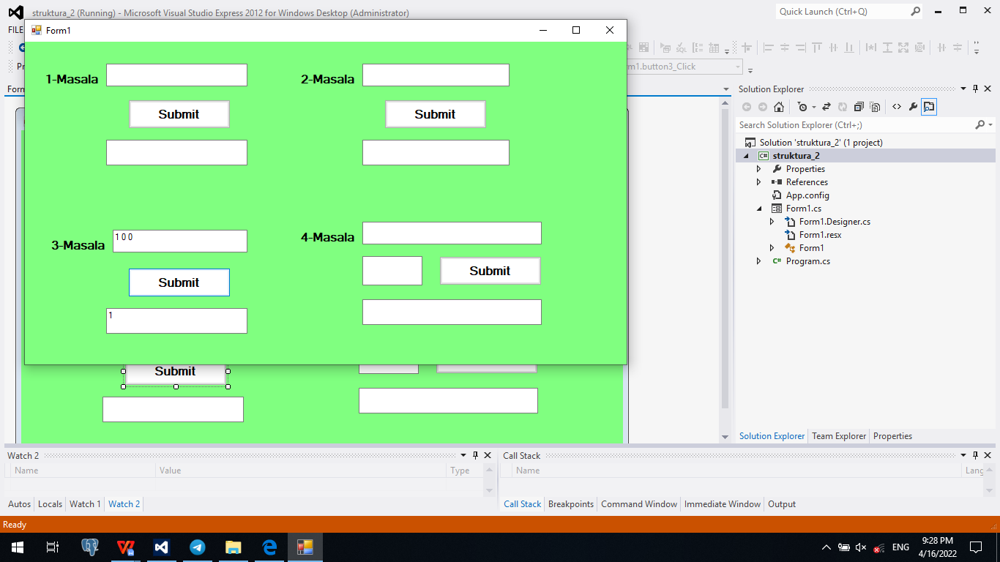 struktura_2 (Running) - Microsoft Visual Studio Express 2012 for Windows Desktop (Administrator)
Quick Launch (Ctrl+Q)
FILE
Form1
1-Masala
2-Masala
Submit
Submit
3-Masala
1 0 0
4-Masala
Submit
Submit
1
Submit
m1.button3_Click
Solution Explorer
Search Solution Explorer (Ctrl+;)
Solution 'struktura_2' (1 project)
C# struktura_2
Properties
References
App.config
Form1.cs
Form1.Designer.cs
Form1.resx
Form1
C# Program.cs
Solution Explorer Team Explorer Properties
Watch 2
Name Value Type
Autos Locals Watch 1 Watch 2
Call Stack
Name Lang
Call Stack Breakpoints Command Window Immediate Window Output
Ready
ENG
9:28 PM
4/16/2022